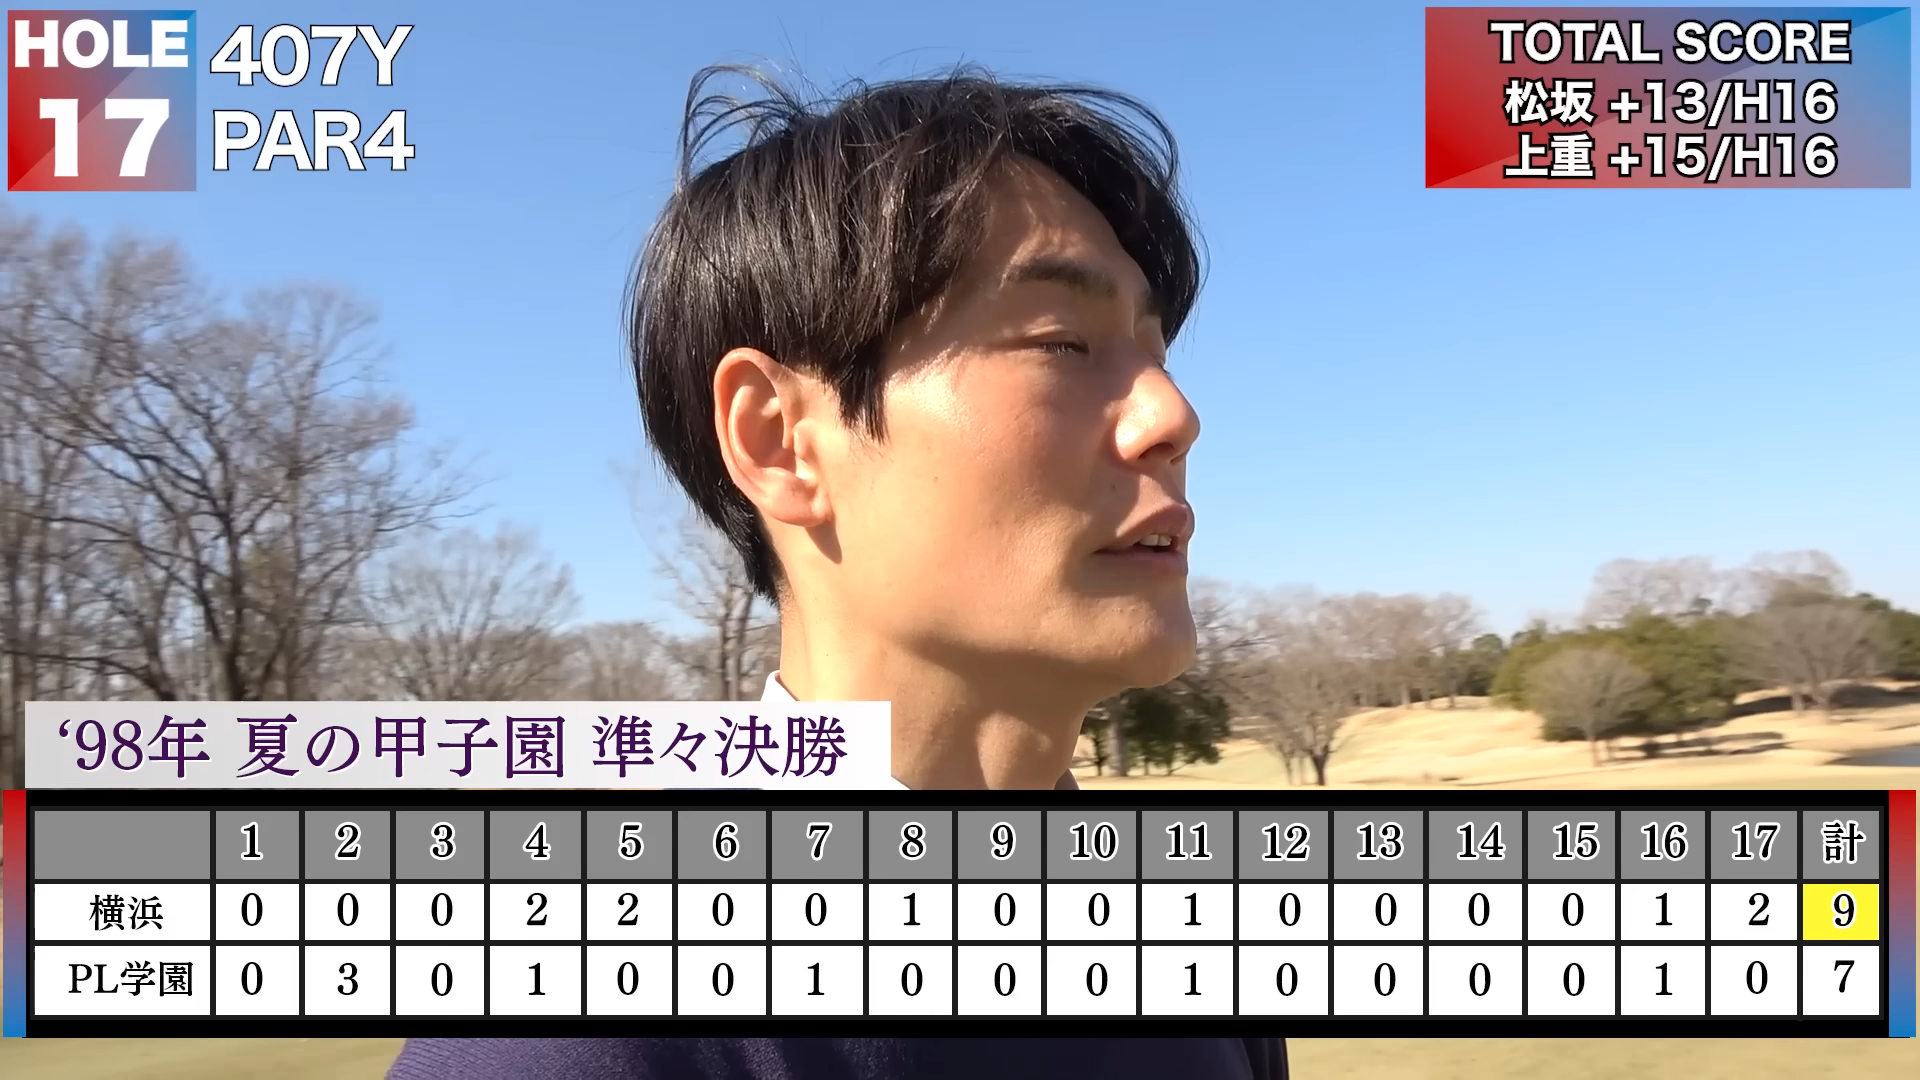 HOLE
17
407Y
PAR4
TOTAL SCORE
松坂 +13/H16
上重 +15/H16
‘98年 夏の甲子園 準々決勝
1 2 3 4 5 6 7 8 9 10 11 12 13 14 15 16 17 計
横浜 0 0 0 2 2 0 0 1 0 0 1 0 0 0 0 1 2 9
PL学園 0 3 0 1 0 0 1 0 0 0 1 0 0 0 0 1 0 7